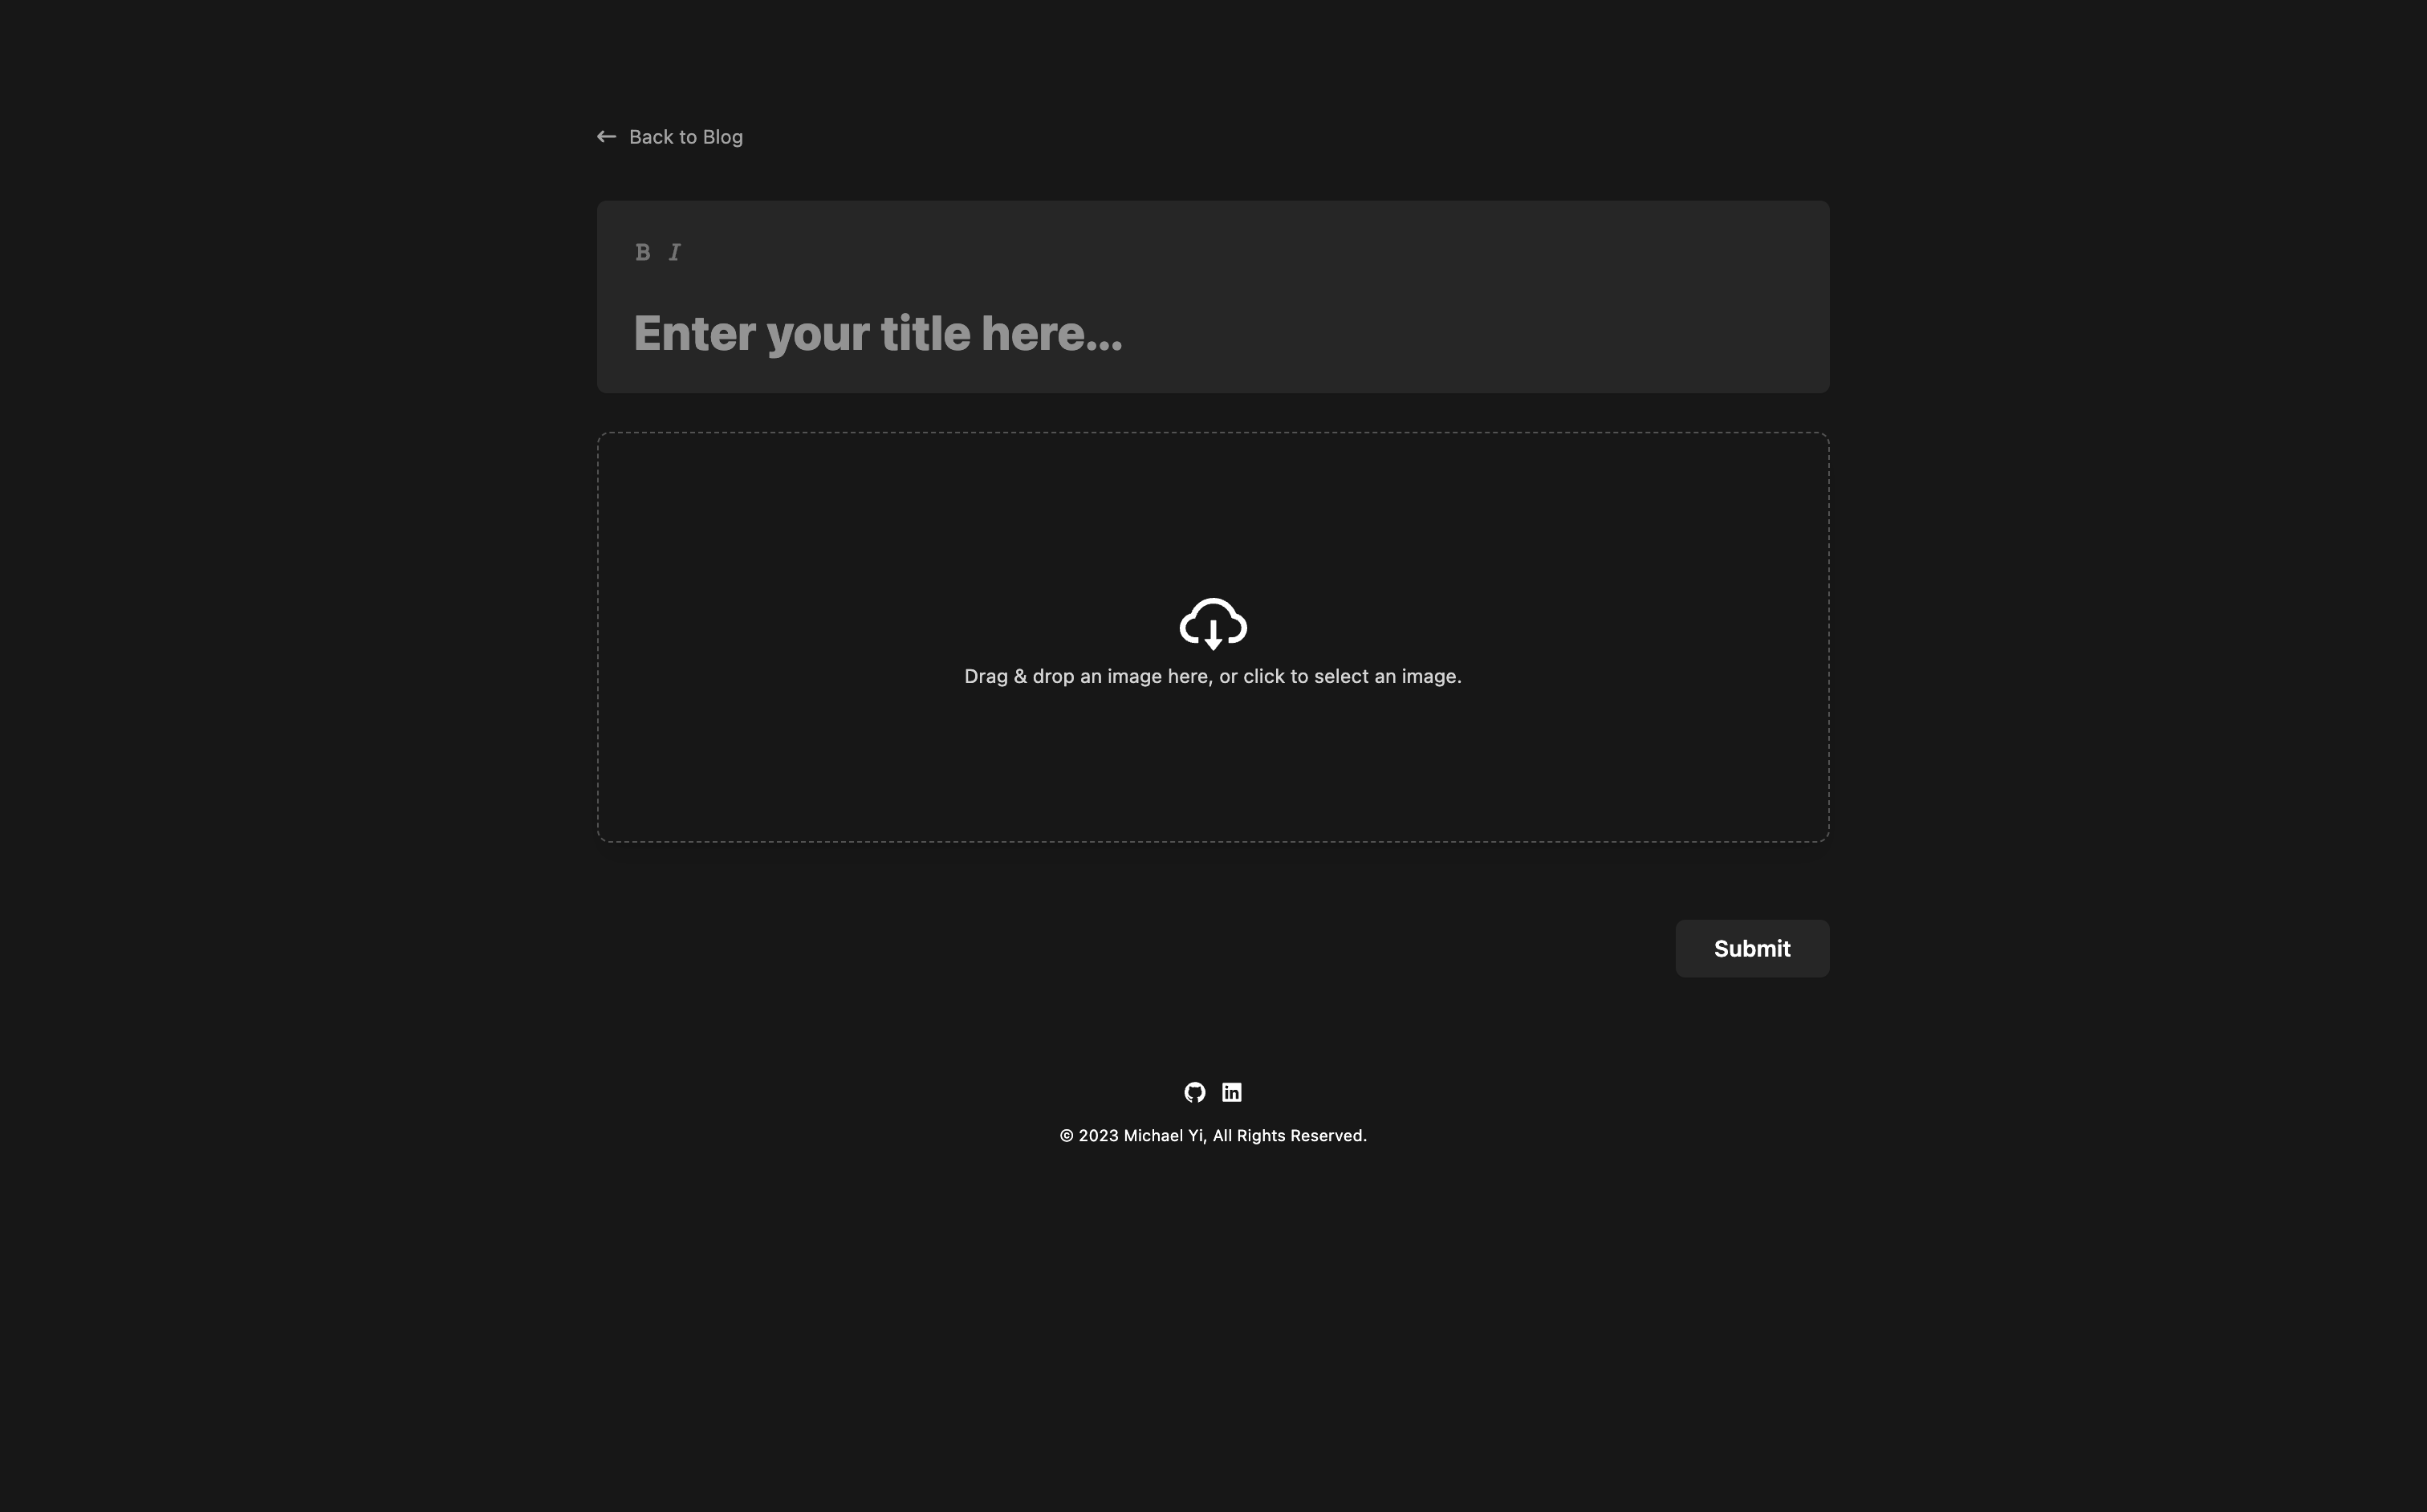 Back to Blog
B I
Enter your title here...
Drag & drop an image here, or click to select an image.
Submit
in
© 2023 Michael Yi, All Rights Reserved.